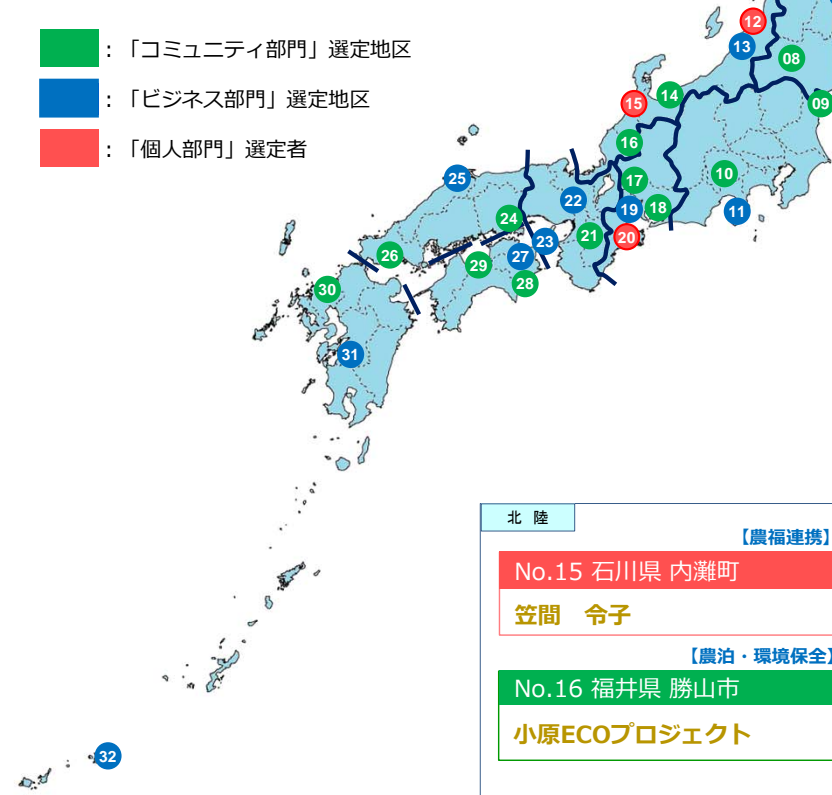 ：「コミュニティ部門」選定地区
：「ビジネス部門」選定地区
：「個人部門」選定者
12
13
08
14
15
09
16
10
17
25
22
19
18
11
24
21
20
23
26
27
29
28
30
31
32
北 陸
【農福連携】
No.15 石川県 内灘町
笠間　令子
【農泊・環境保全】
No.16 福井県 勝山市
小原ECOプロジェクト